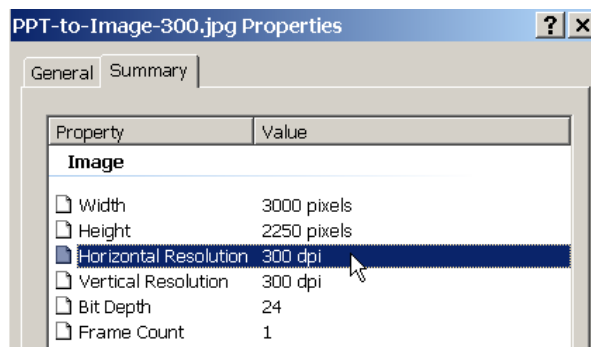 PPT-to-Image-300.jpg Properties ? ×
General Summary
Property Value
Image
Width 3000 pixels
Height 2250 pixels
Horizontal Resolution 300 dpi
Vertical Resolution 300 dpi
Bit Depth 24
Frame Count 1